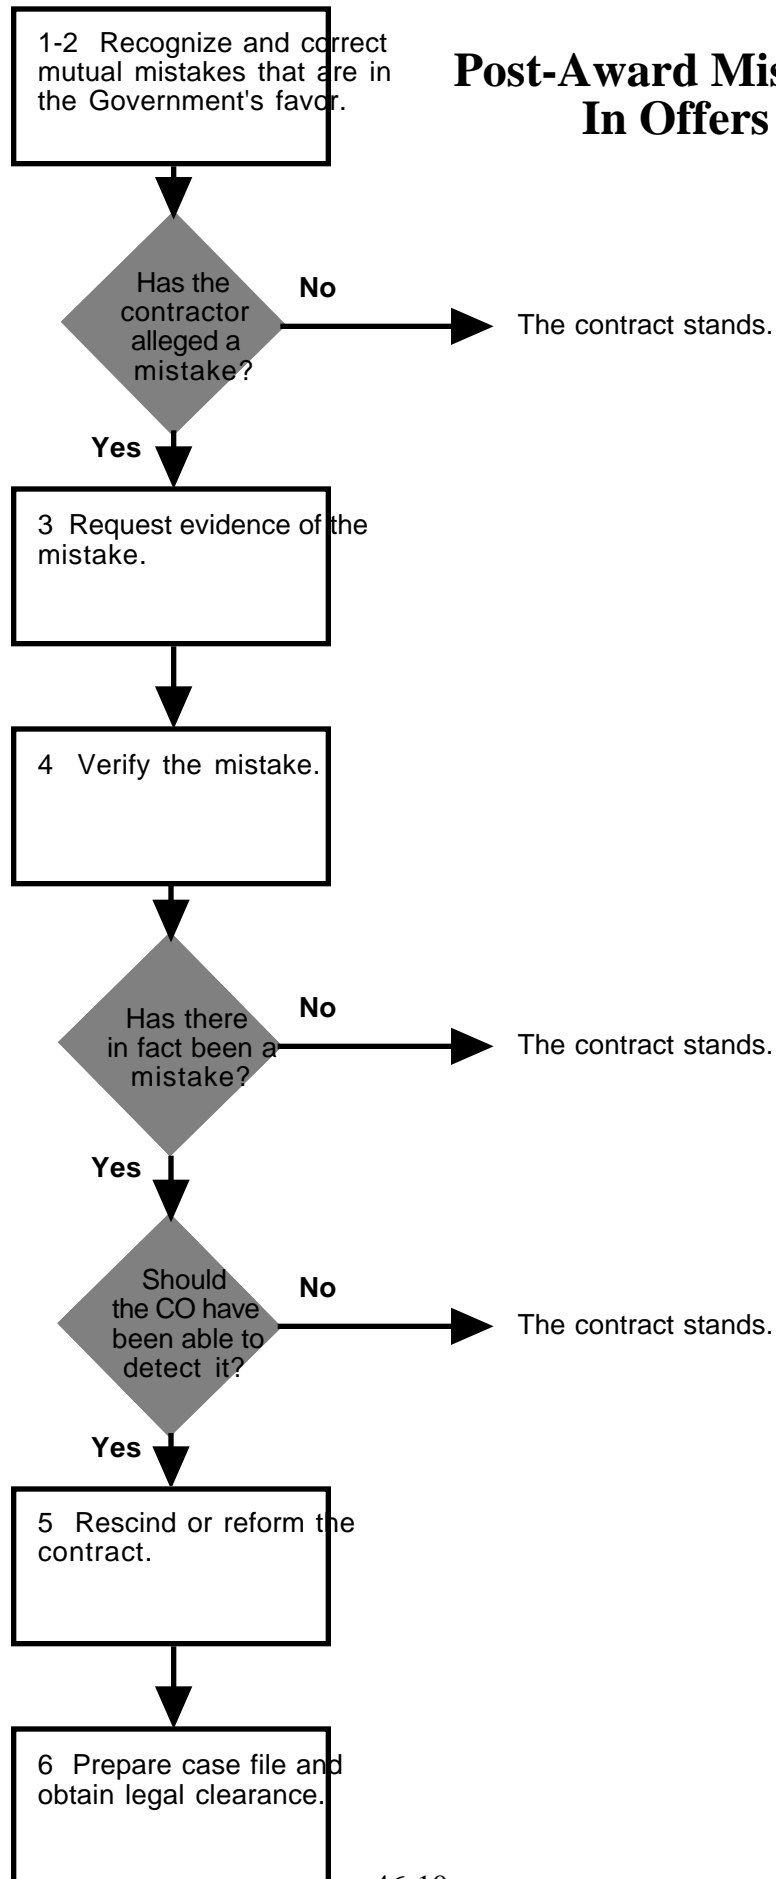 1-2 Recognize and correct
mutual mistakes that are in
the Government's favor.
Post-Award
In Offers
Has the
contractor
alleged a
mistake?
No
The contract stands.
Yes
3 Request evidence of the
mistake.
4 Verify the mistake.
Has there
in fact been a
mistake?
No
The contract stands.
Yes
Should
the CO have
been able to
detect it?
No
The contract stands.
Yes
5 Rescind or reform the
contract.
6 Prepare case file and
obtain legal clearance.